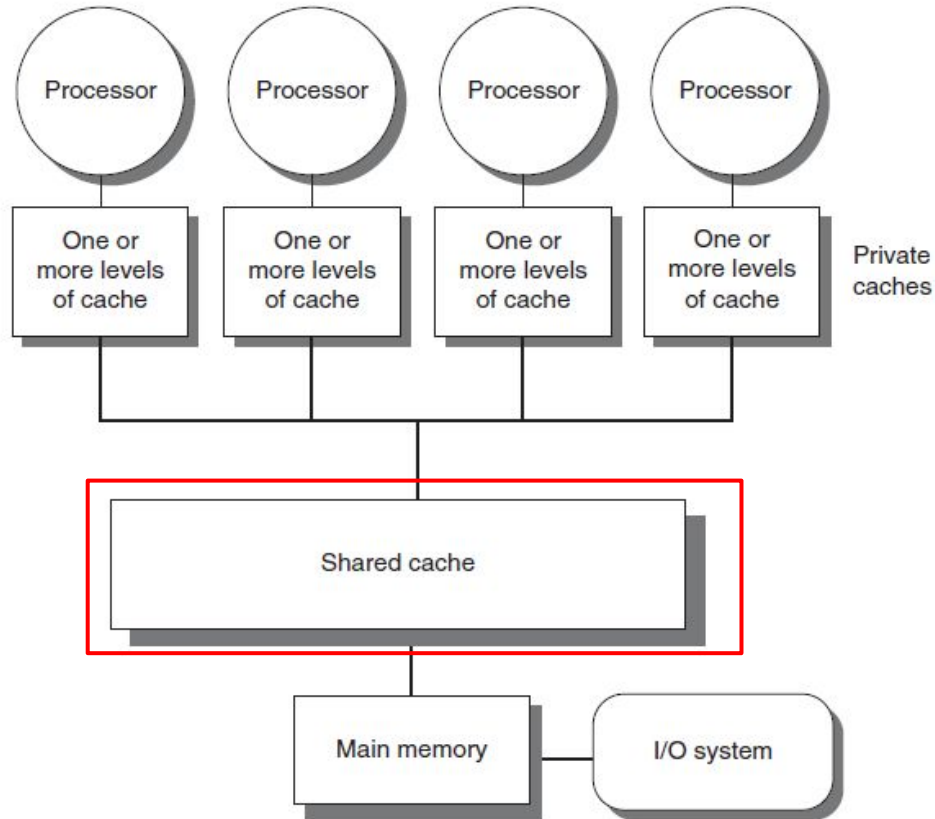 Processor
Processor
Processor
Processor
One or
more levels
of cache
One or
more levels
of cache
One or
more levels
of cache
One or
more levels
of cache
Private
caches
Shared cache
Main memory
I/O system